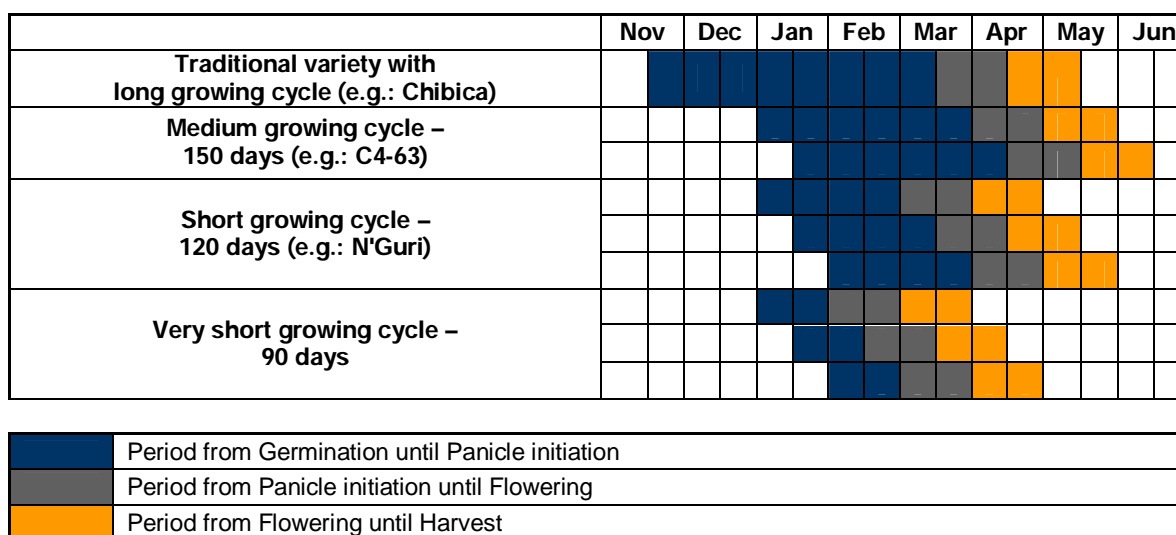 Nov Dec Jan Feb Mar Apr May Jun
Traditional variety with
long growing cycle (e.g.: Chibica)
Medium growing cycle –
150 days (e.g.: C4-63)
Short growing cycle –
120 days (e.g.: N'Guri)
Very short growing cycle –
90 days
Period from Germination until Panicle initiation
Period from Panicle initiation until Flowering
Period from Flowering until Harvest